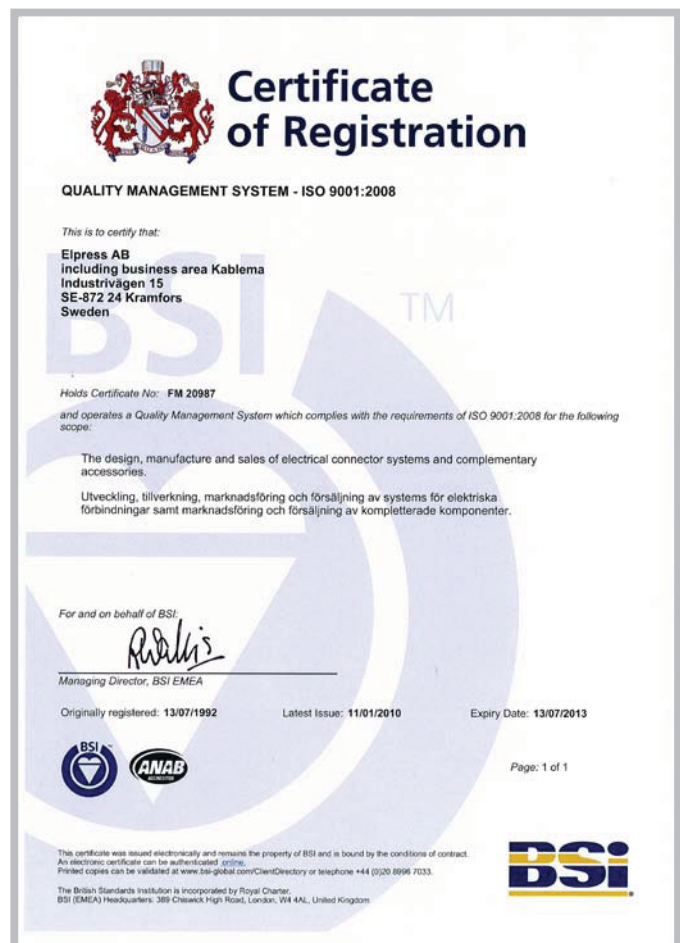 Certificate
of Registration
QUALITY MANAGEMENT SYSTEM - ISO 9001:2008
This is to certify that:
Elpress AB
including business area Kablema
Industrivägen 15
SE-872 24 Kramfors
Sweden
BSI
TM
Holds Certificate No: FM 20987
and operates a Quality Management System which complies with the requirements of ISO 9001:2008 for the following
scope:
The design, manufacture and sales of electrical connector systems and complementary
accessories.
Utveckling, tillverkning, marknadsföring och försäljning av systems för elektriska
förbindningar samt marknadsföring och försäljning av kompletterade komponenter.
For and on behalf of BSI:
Managing Director, BSI EMEA
Originally registered: 13/07/1992 Latest Issue: 11/01/2010 Expiry Date: 13/07/2013
BSI
ANAB
ACCREDITED
Page: 1 of 1
This certificate was issued electronically and remains the property of BSI and is bound by the conditions of contract.
An electronic certificate can be authenticated online.
Printed copies can be validated at www.bsi-global.com/ClientDirectory or telephone +44 (0)20 8996 7033.
The British Standards Institution is incorporated by Royal Charter.
BSI (EMEA) Headquarters: 389 Chiswick High Road, London, W4 4AL, United Kingdom
BSi